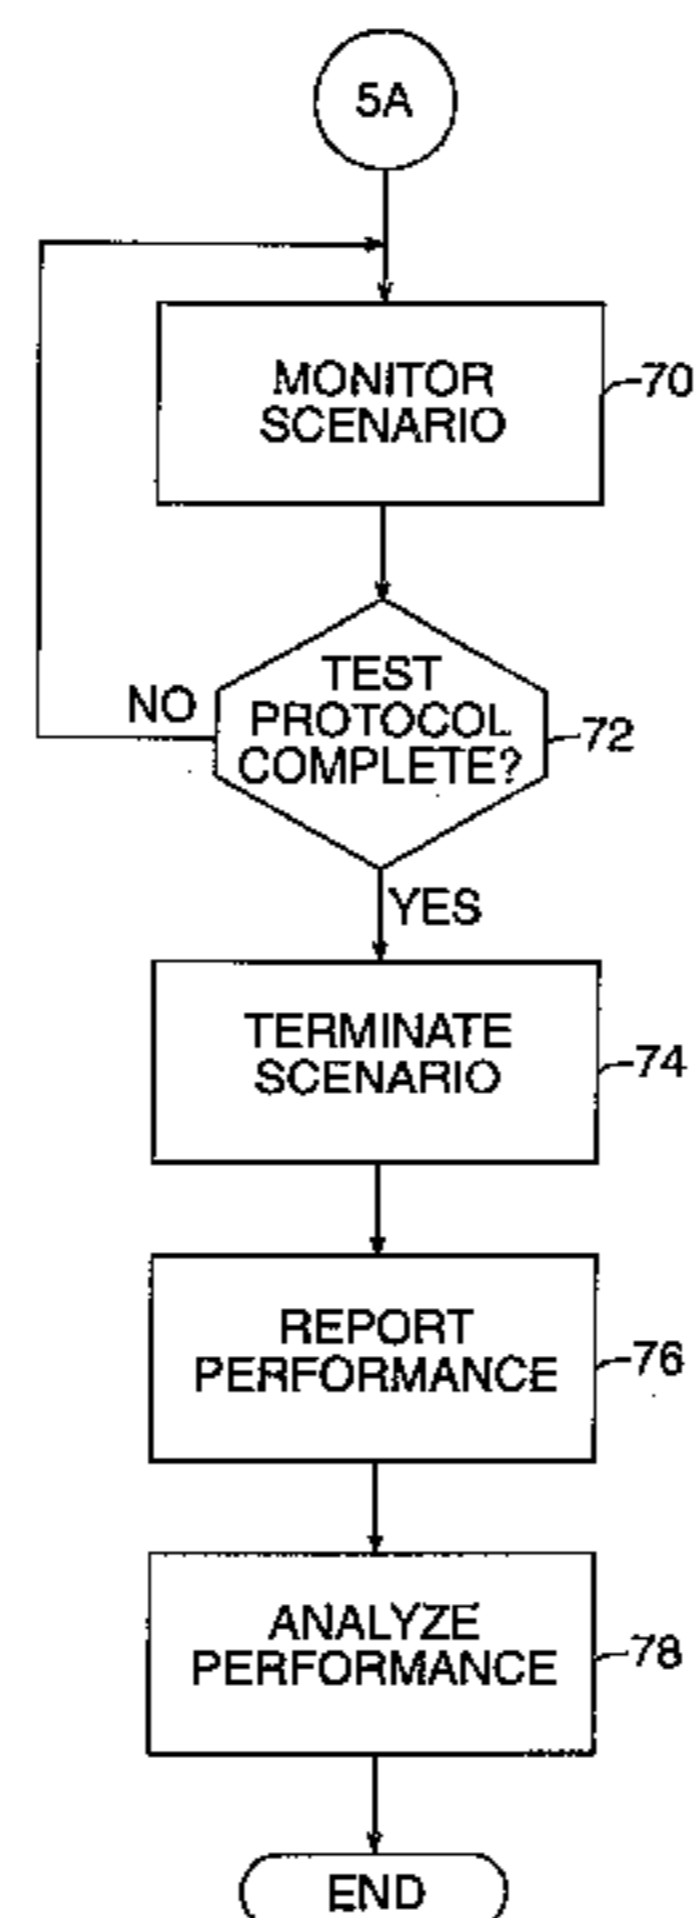 5A
MONITOR
SCENARIO
70
TEST
PROTOCOL
COMPLETE?
72
NO
YES
TERMINATE
SCENARIO
74
REPORT
PERFORMANCE
76
ANALYZE
PERFORMANCE
78
END